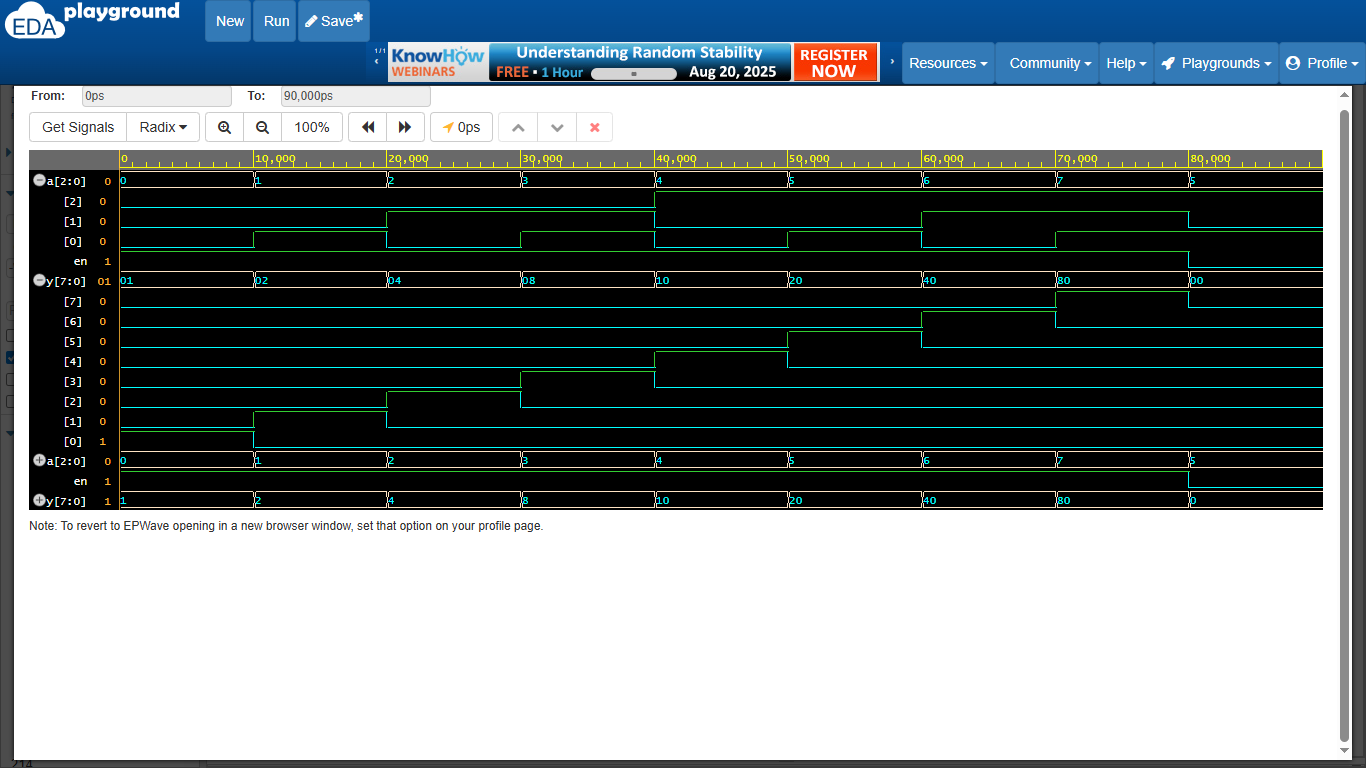 EDA playground
New Run Save*
1/1
KnowHow WEBINARS
Understanding Random Stability
FREE • 1 Hour Aug 20, 2025
REGISTER NOW
Resources Community Help Playgrounds Profile
From: 0ps To: 90,000ps
Get Signals Radix 100% 0ps
0 10,000 20,000 30,000 40,000 50,000 60,000 70,000 80,000
a[2:0] 0 0 1 2 3 4 5 6 7 5
[2] 0
[1] 0
[0] 0
en 1
y[7:0] 01 01 02 04 08 10 20 40 80 00
[7] 0
[6] 0
[5] 0
[4] 0
[3] 0
[2] 0
[1] 0
[0] 1
a[2:0] 0 0 1 2 3 4 5 6 7 5
en 1
y[7:0] 1 1 2 4 8 10 20 40 80 0
Note: To revert to EPWave opening in a new browser window, set that option on your profile page.